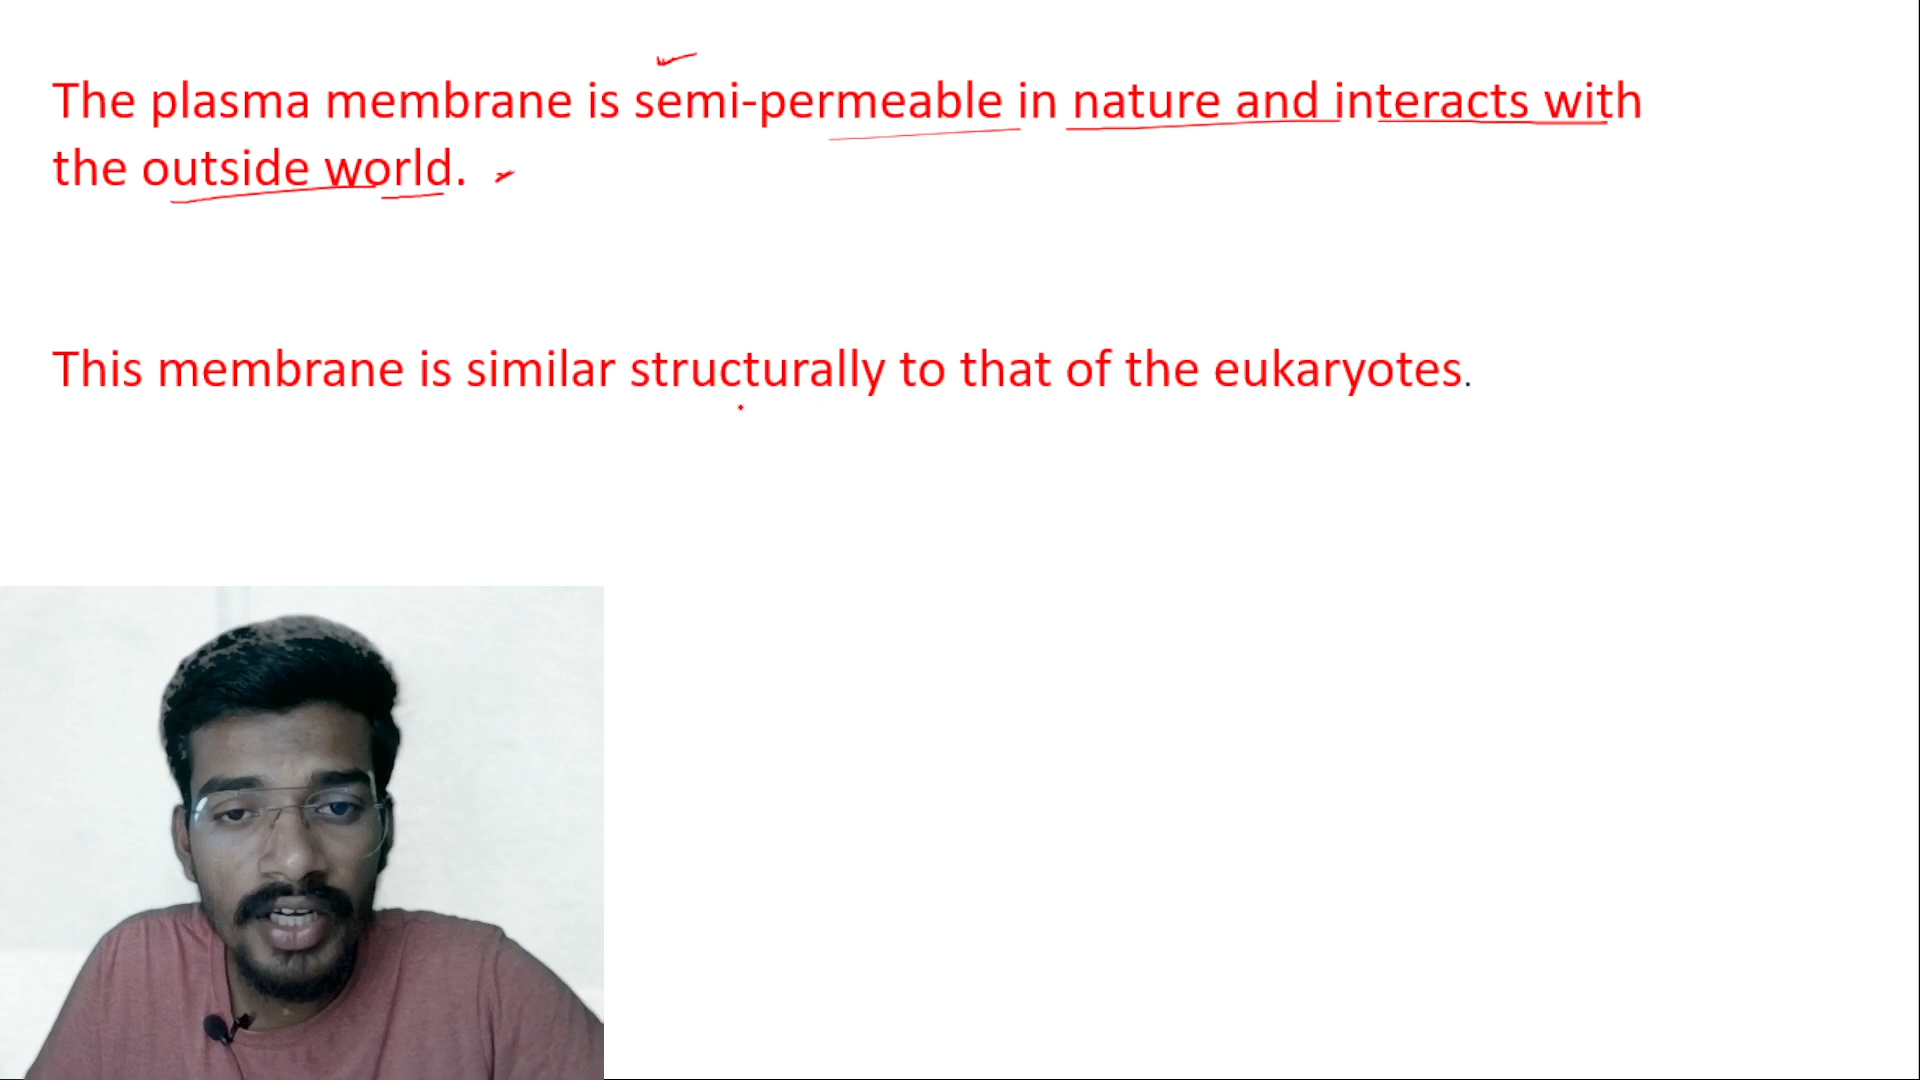 The plasma membrane is semi-permeable in nature and interacts with
the outside world.
This membrane is similar structurally to that of the eukaryotes.